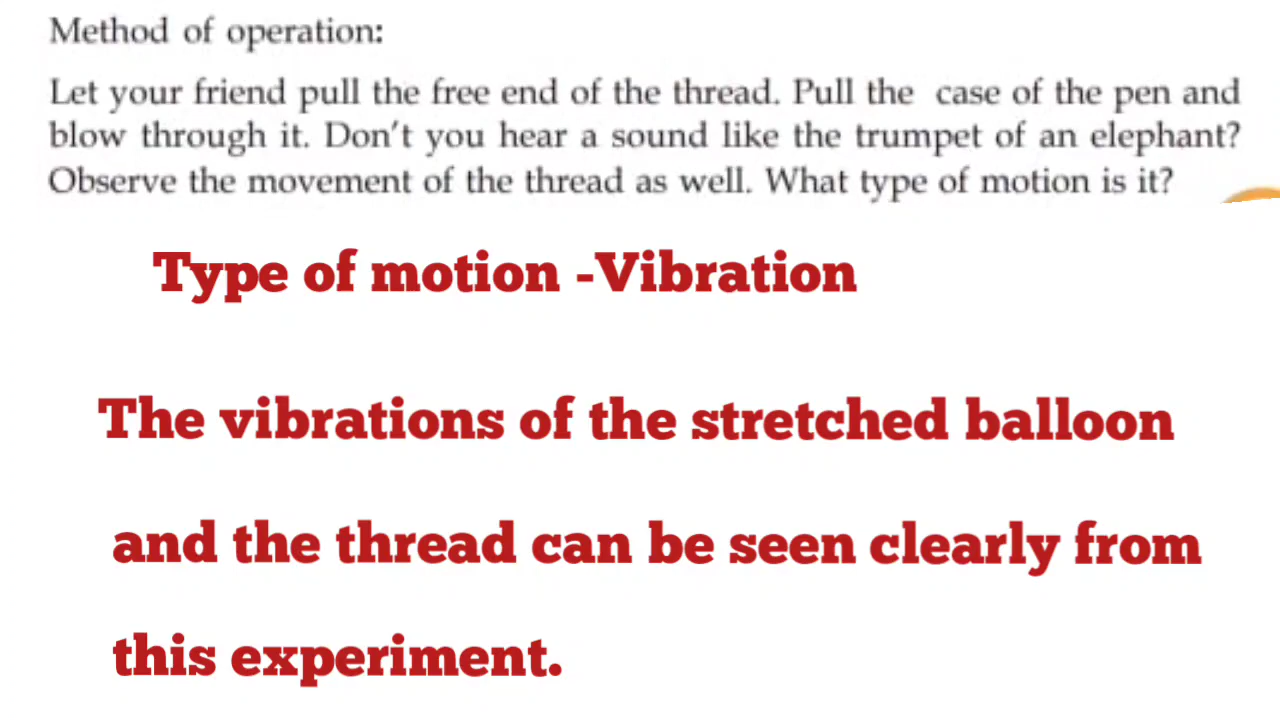 Method of operation:
Let your friend pull the free end of the thread. Pull the case of the pen and
blow through it. Don't you hear a sound like the trumpet of an elephant?
Observe the movement of the thread as well. What type of motion is it?
Type of motion -Vibration
The vibrations of the stretched balloon
and the thread can be seen clearly from
this experiment.